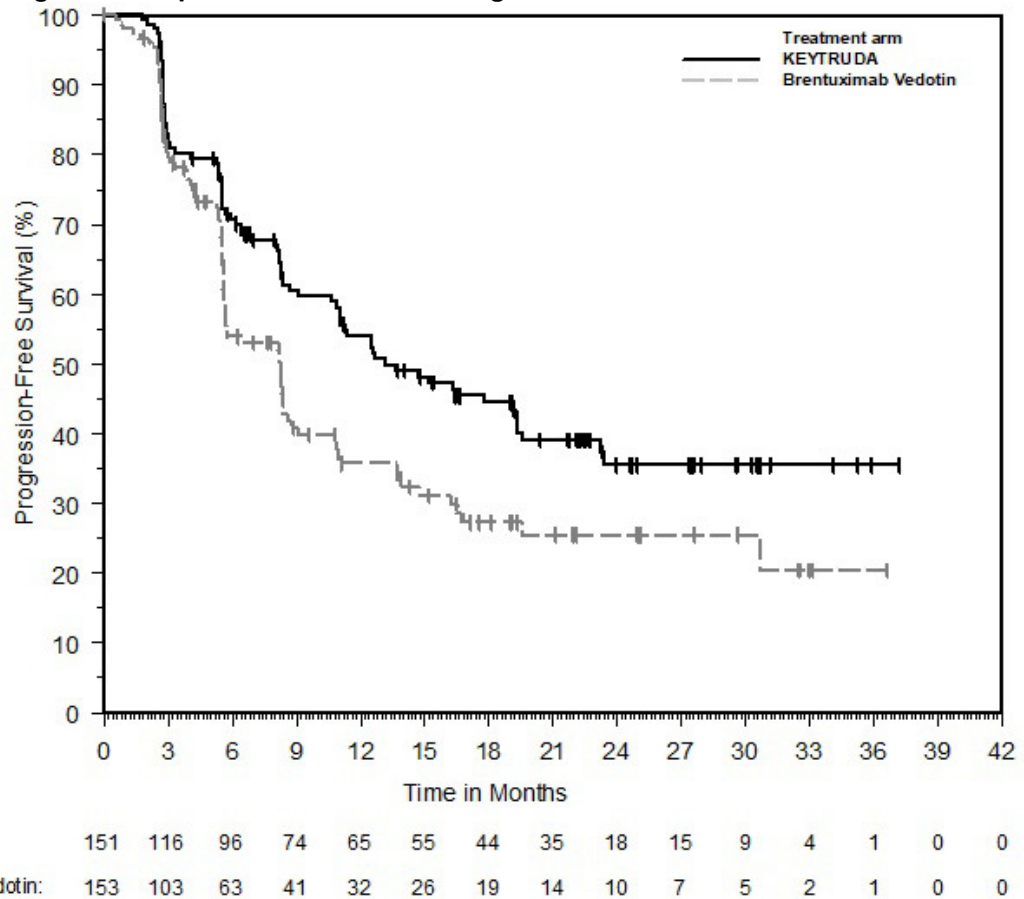 Treatment arm
KEYTRUDA
Brentuximab Vedotin
Progression-Free Survival (%)
100
90
80
70
60
50
40
30
20
10
0
0 3 6 9 12 15 18 21 24 27 30 33 36 39 42
Time in Months
151 116 96 74 65 55 44 35 18 15 9 4 1 0 0
dotin: 153 103 63 41 32 26 19 14 10 7 5 2 1 0 0